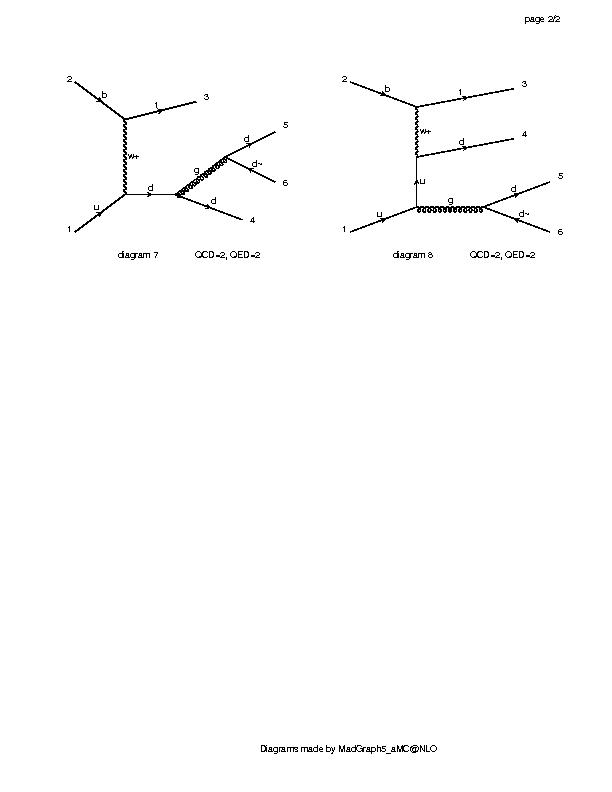 page 2/2
2
b
t
3
w+
d
5
g
d~
6
u
d
d
4
1
diagram 7 QCD=2, QED=2
2
b
t
3
w+
d
4
u
g
d
5
u
d~
1
6
diagram 8 QCD=2, QED=2
Diagrams made by MadGraph5_aMC@NLO